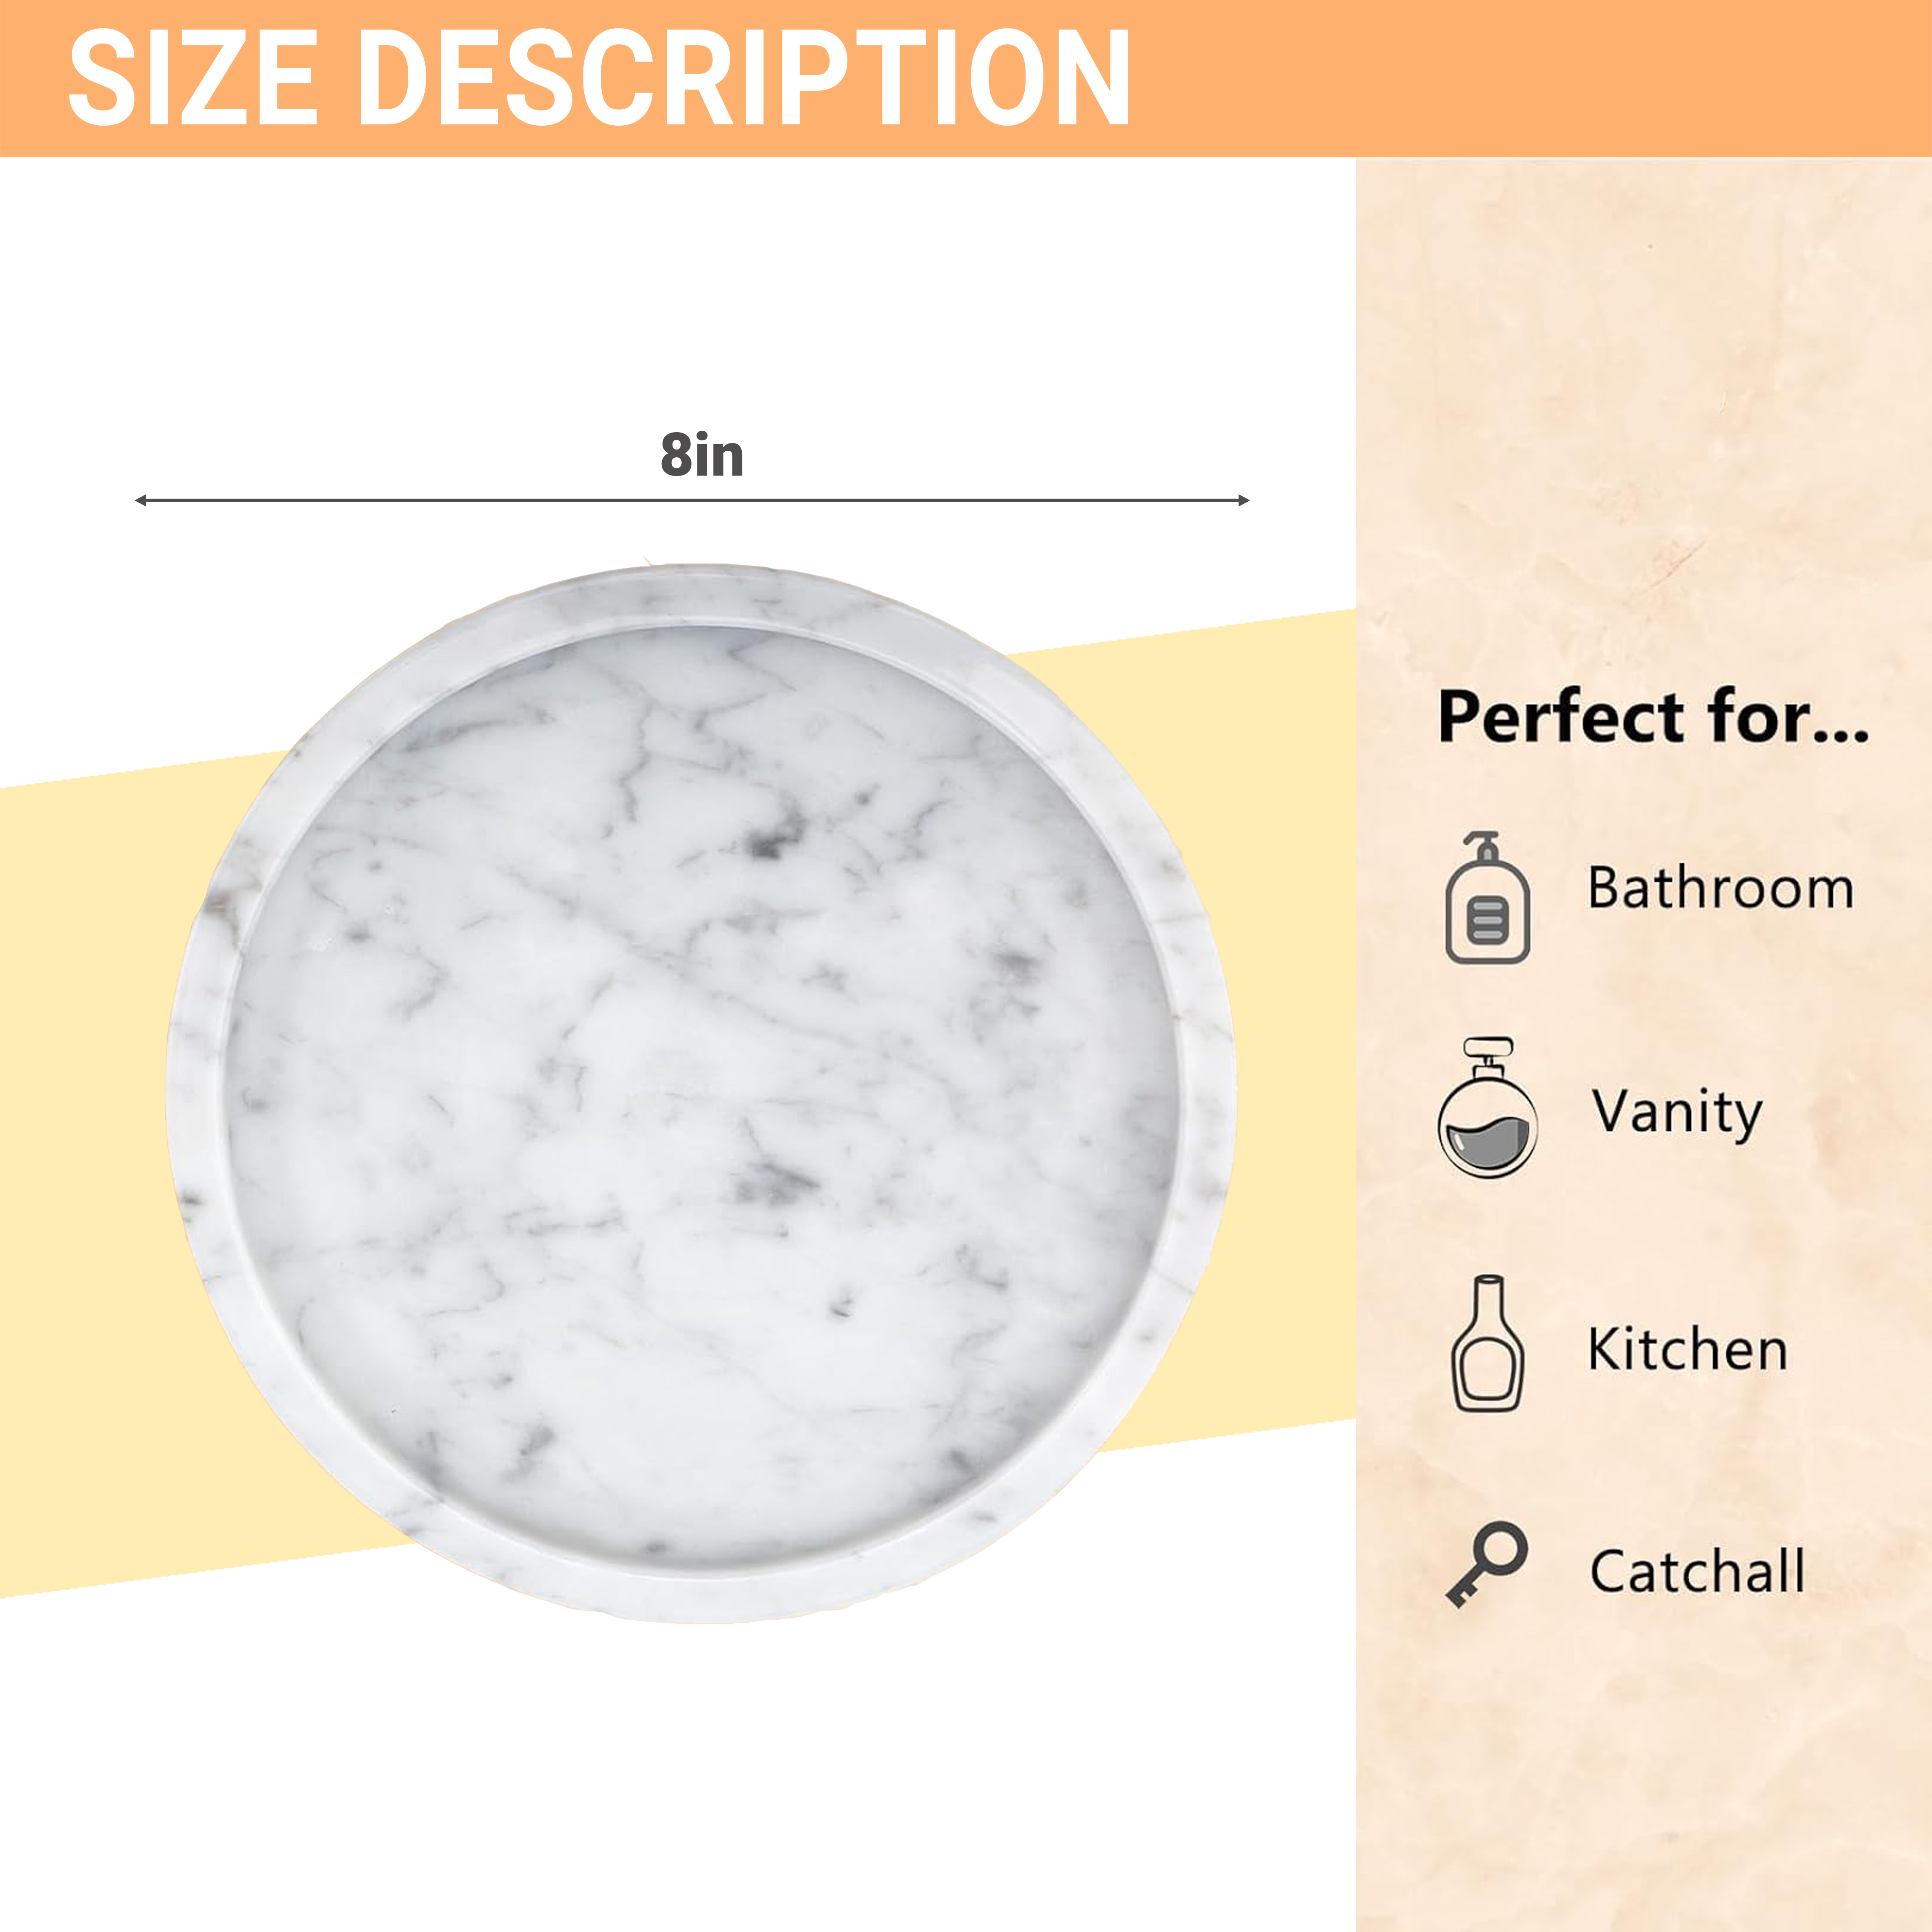 SIZE DESCRIPTION
8in
Perfect for...
Bathroom
Vanity
Kitchen
Catchall